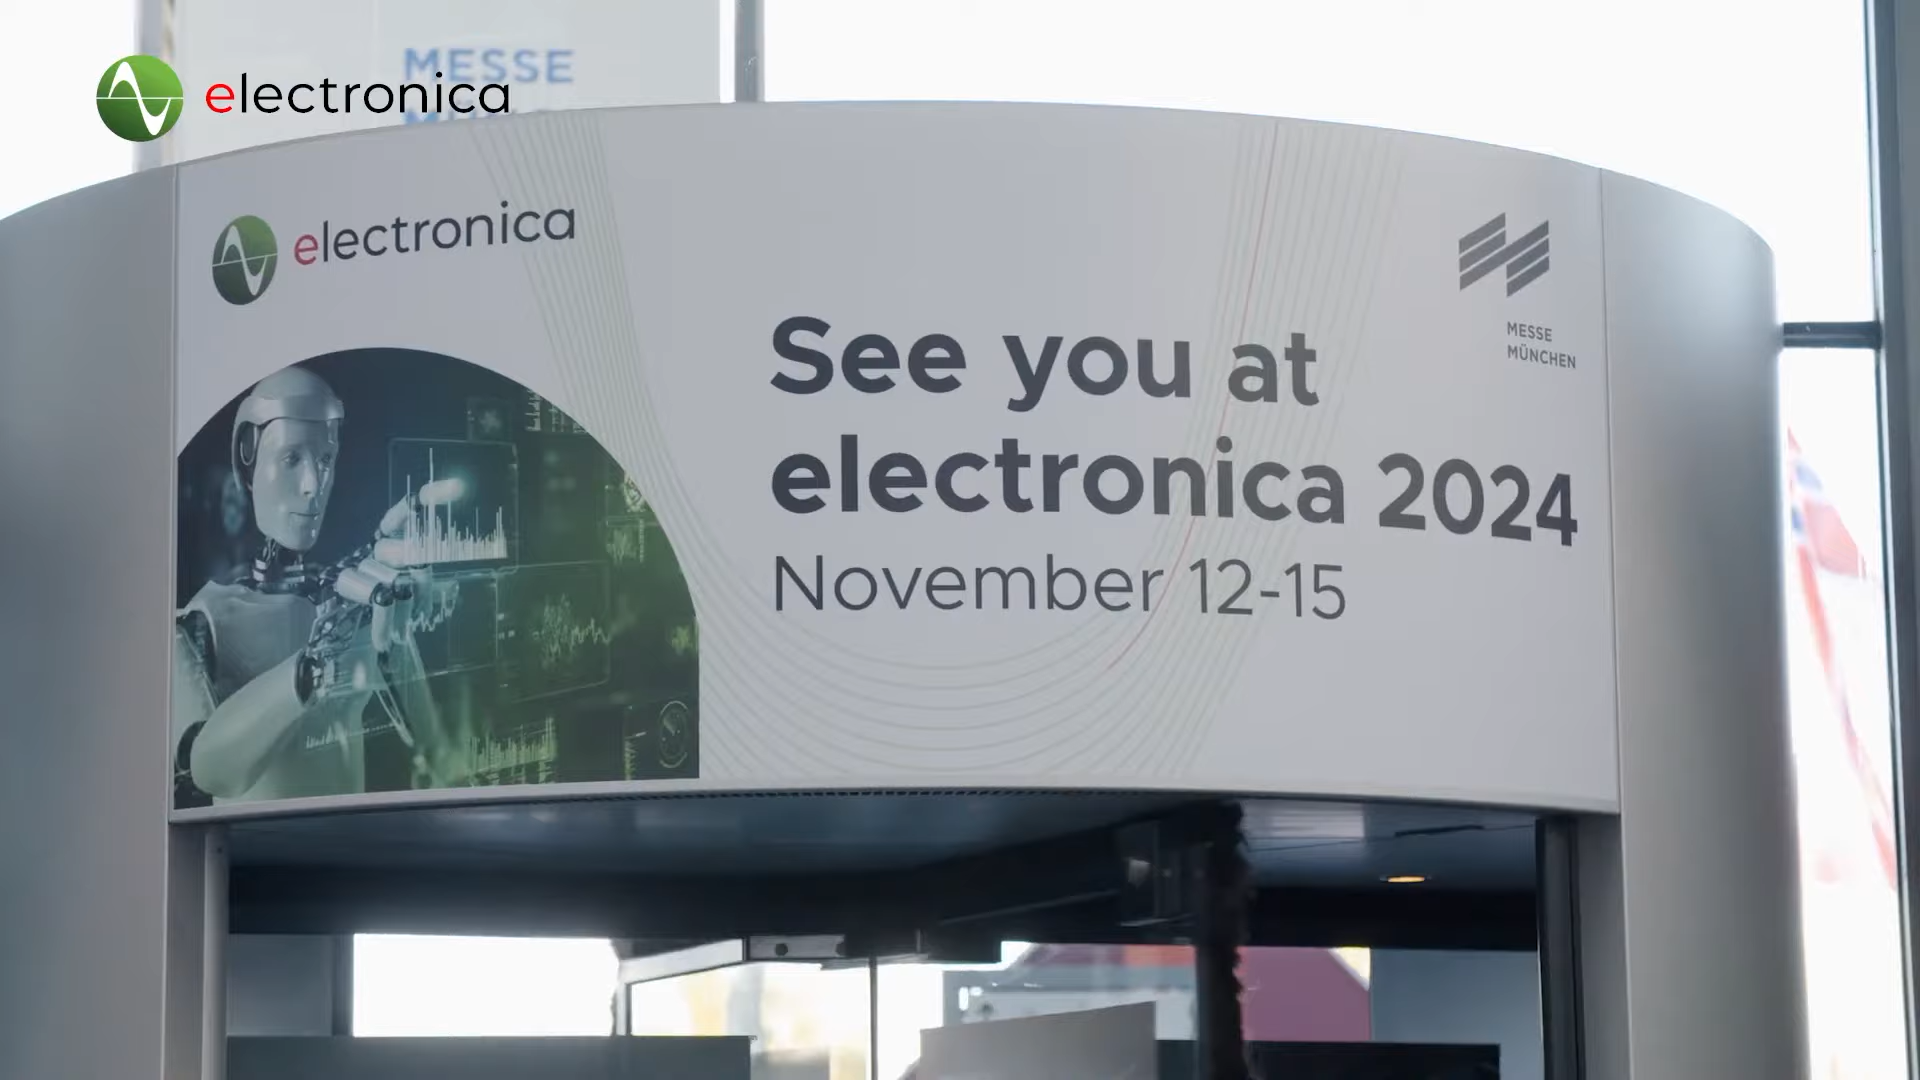 MESSE
electronica
electronica
MESSE
MÜNCHEN
See you at
electronica 2024
November 12-15